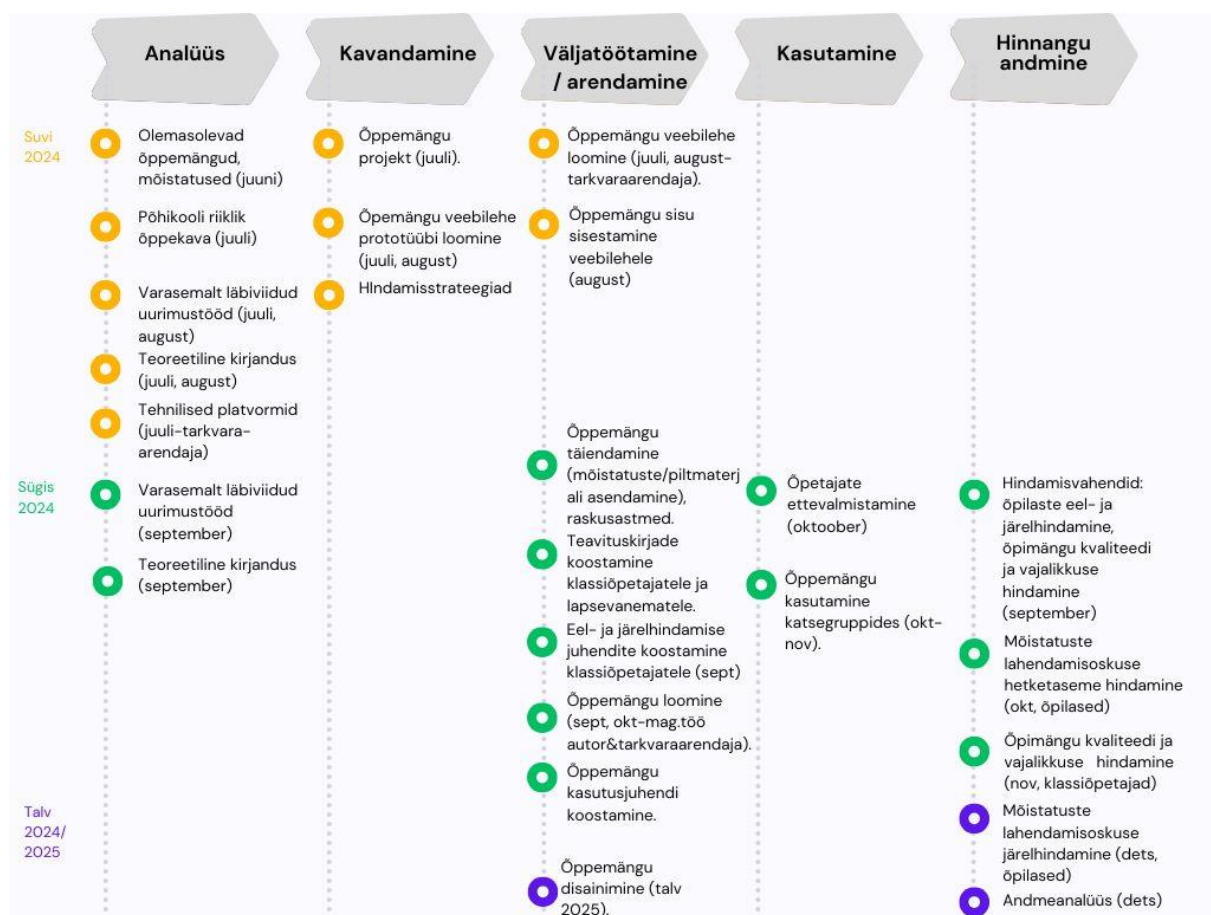 Analüüs
Kavandamine
Väljatöötamine
/ arendamine
Kasutamine
Hinnangu
andmine
Suvi
2024
Olemasolevad
õppemängud,
mõistatused (juuni)
Põhikooli riiklik
õppekava (juuli)
Varasemalt läbiviidud
uurimustööd (juuli,
august)
Teoreetiline kirjandus
(juuli, august)
Tehnilised platvormid
(juuli-tarkvara-
arendaja)
Õppemängu
projekt (juuli).
Õpemängu veebilehe
prototüübi loomine
(juuli, august)
HIndamisstrateegiad
Õppemängu veebilehe
loomine (juuli, august-
tarkvaraarendaja).
Õppemängu sisu
sisestamine
veebilehele
(august)
Sügis
2024
Varasemalt läbiviidud
uurimustööd
(september)
Teoreetiline kirjandus
(september)
Õppemängu
täiendamine
(mõistatuste/piltmaterj
ali asendamine),
raskusastmed.
Teavituskirjade
koostamine
klassiõpetajatele ja
lapsevanematele.
Eel- ja järelhindamise
juhendite koostamine
klassiõpetajatele (sept)
Õppemängu loomine
(sept, okt-mag.töö
autor&tarkvaraarendaja).
Õppemängu
kasutusjuhendi
koostamine.
Õpetajate
ettevalmistamine
(oktoober)
Õppemängu
kasutamine
katsegruppides (okt-
nov).
Hindamisvahendid:
õpilaste eel- ja
järelhindamine,
õpimängu kvaliteedi
ja vajalikkuse
hindamine
(september)
Mõistatuste
lahendamisoskuse
hetketaseme hindamine
(okt, õpilased)
Õpimängu kvaliteedi ja
vajalikkuse hindamine
(nov, klassiõpetajad)
Talv
2024/
2025
Õppemängu
disainimine (talv
2025).
Mõistatuste
lahendamisoskuse
järelhindamine (dets,
õpilased)
Andmeanalüüs (dets)